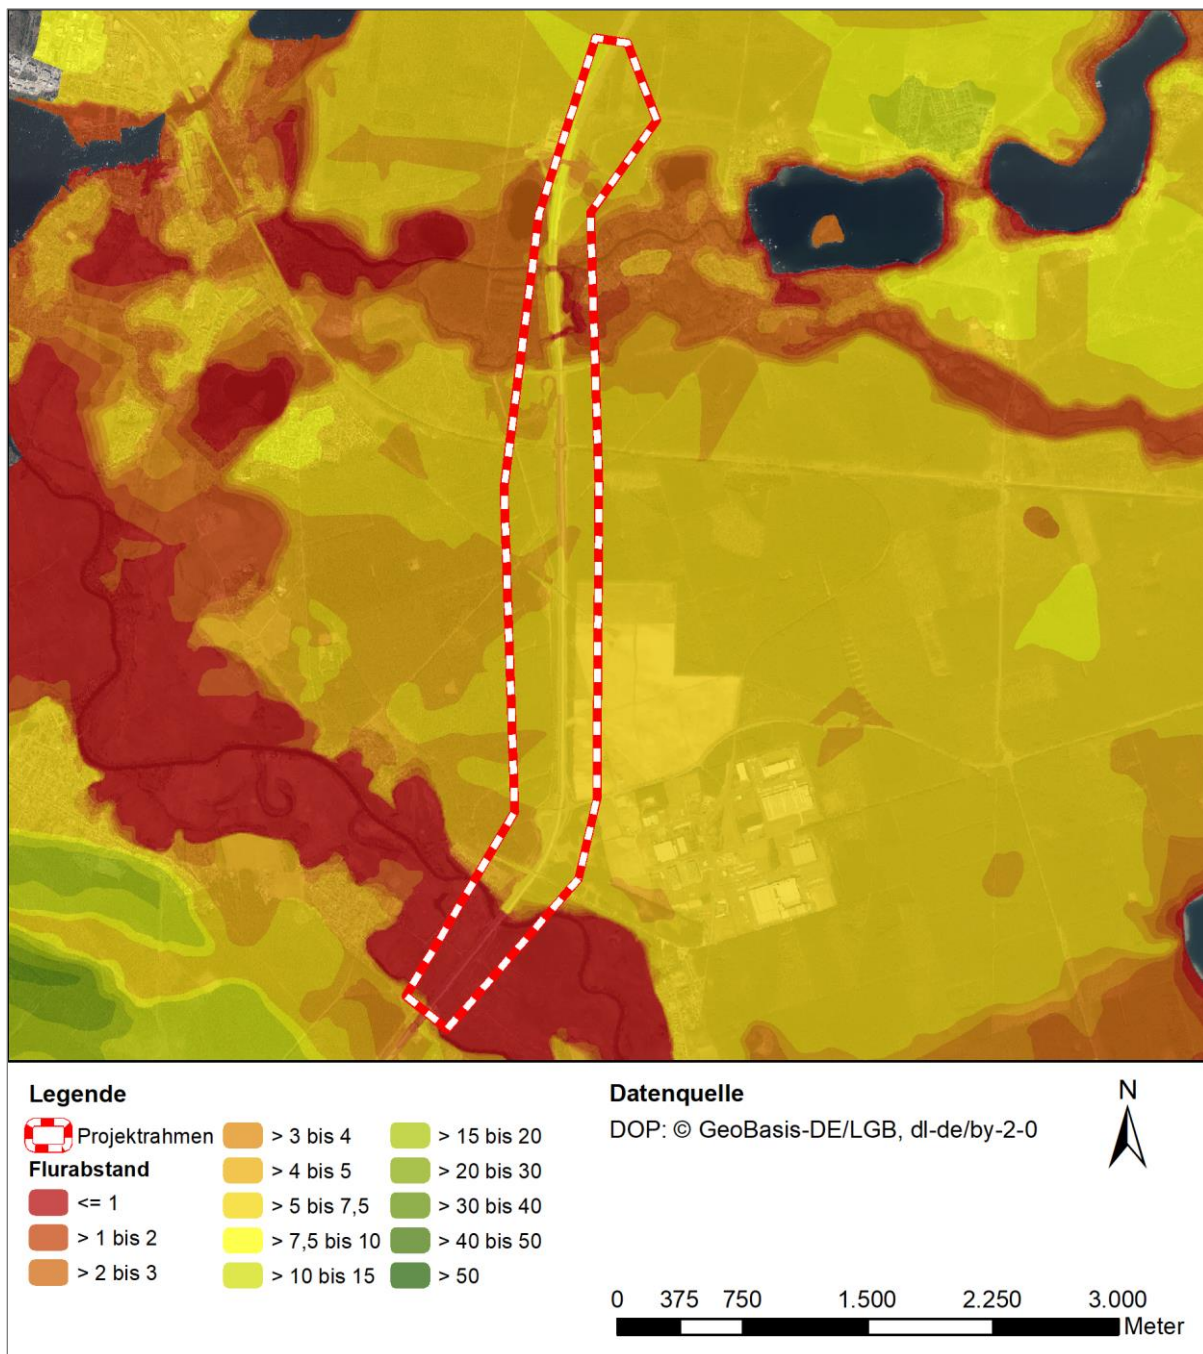 Legende
Projektrahmen
Flurabstand
<= 1
> 1 bis 2
> 2 bis 3
> 3 bis 4
> 4 bis 5
> 5 bis 7,5
> 7,5 bis 10
> 10 bis 15
> 15 bis 20
> 20 bis 30
> 30 bis 40
> 40 bis 50
> 50
Datenquelle
DOP: © GeoBasis-DE/LGB, dl-de/by-2-0
N
0 375 750 1.500 2.250 3.000
Meter